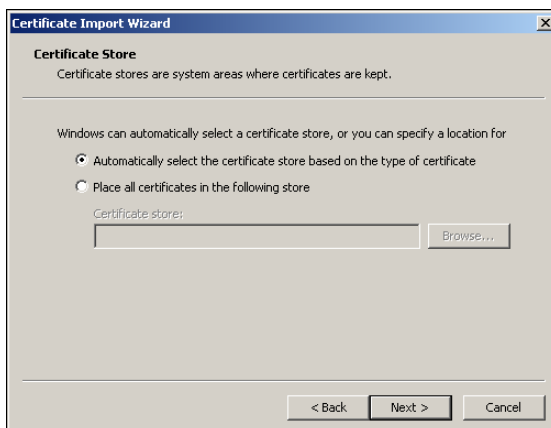 Certificate Import Wizard
Certificate Store
Certificate stores are system areas where certificates are kept.
Windows can automatically select a certificate store, or you can specify a location for
Automatically select the certificate store based on the type of certificate
Place all certificates in the following store
Certificate store:
Browse...
< Back Next > Cancel